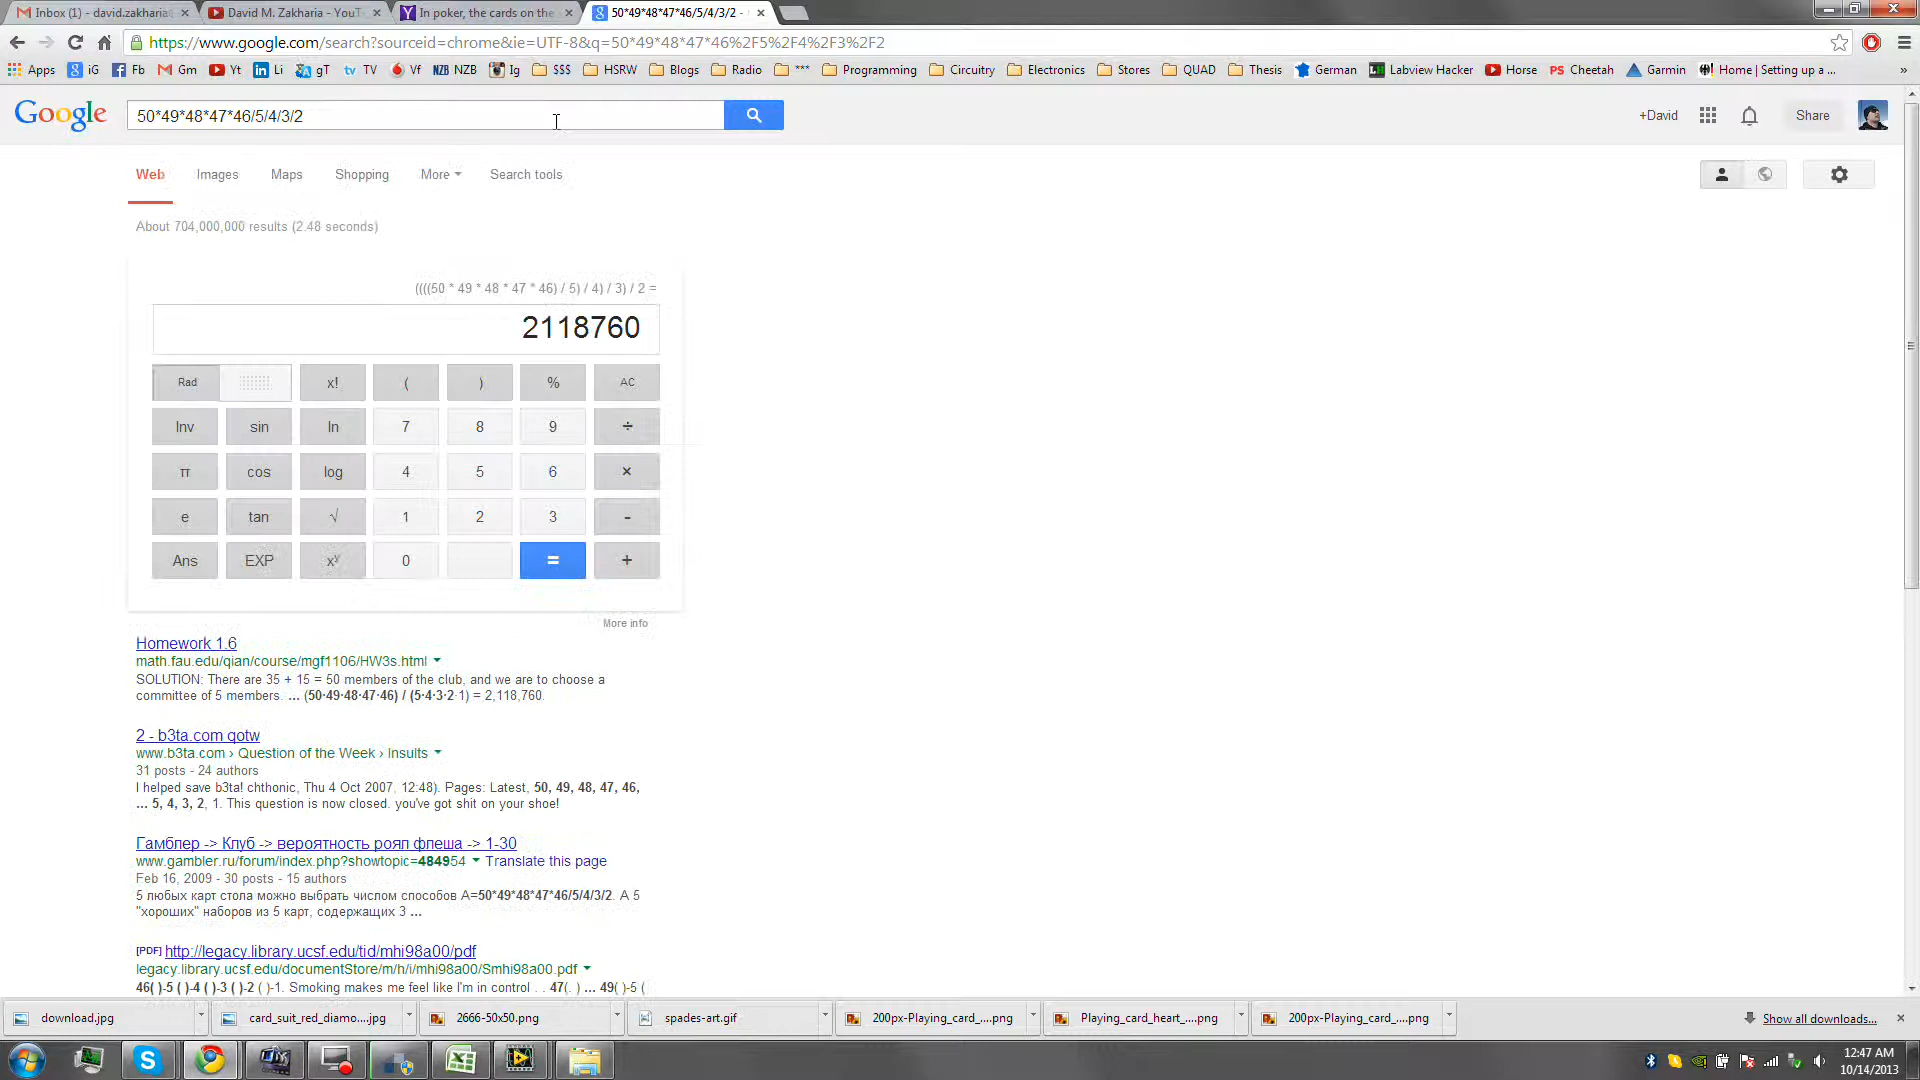 Inbox (1) - david.zakharia
David M. Zakharia - YouT
In poker, the cards on the
50*49*48*47*46/5/4/3/2 -
https://www.google.com/search?sourceid=chrome&ie=UTF-8&q=50*49*48*47*46%2F5%2F4%2F3%2F2
Apps iG Fb Gm Yt Li gT TV Vf NZB Ig $$$ HSRW Blogs Radio *** Programming Circuitry Electronics Stores QUAD Thesis German Labview Hacker Horse Cheetah Garmin Home | Setting up a ... »
Google 50*49*48*47*46/5/4/3/2 +David Share
Web Images Maps Shopping More Search tools
About 704,000,000 results (2.48 seconds)
((((50 * 49 * 48 * 47 * 46) / 5) / 4) / 3) / 2 =
2118760
Rad x! ( ) % AC
Inv sin ln 7 8 9 ÷
π cos log 4 5 6 ×
e tan √ 1 2 3 -
Ans EXP xʸ 0 = +
More info
Homework 1.6
math.fau.edu/qian/course/mgf1106/HW3s.html
SOLUTION: There are 35 + 15 = 50 members of the club, and we are to choose a
committee of 5 members. ... (50·49·48·47·46) / (5·4·3·2·1) = 2,118,760.
2 - b3ta.com qotw
www.b3ta.com › Question of the Week › Insults
31 posts - 24 authors
I helped save b3ta! chthonic, Thu 4 Oct 2007, 12:48). Pages: Latest, 50, 49, 48, 47, 46,
... 5, 4, 3, 2, 1. This question is now closed. you've got shit on your shoe!
Гамблер -> Клуб -> вероятность роял флеша -> 1-30
www.gambler.ru/forum/index.php?showtopic=484954 Translate this page
Feb 16, 2009 - 30 posts - 15 authors
5 любых карт стола можно выбрать числом способов A=50*49*48*47*46/5/4/3/2. А 5
"хороших" наборов из 5 карт, содержащих 3 ...
[PDF] http://legacy.library.ucsf.edu/tid/mhi98a00/pdf
legacy.library.ucsf.edu/documentStore/m/h/i/mhi98a00/Smhi98a00.pdf
46( )-5 ( )-4 ( )-3 ( )-2 ( )-1. Smoking makes me feel like I'm in control . . 47(. ) ... 49( )-5 (
download.jpg
card_suit_red_diamo....jpg
2666-50x50.png
spades-art.gif
200px-Playing_card_....png
Playing_card_heart_....png
200px-Playing_card_....png
Show all downloads...
12:47 AM
10/14/2013